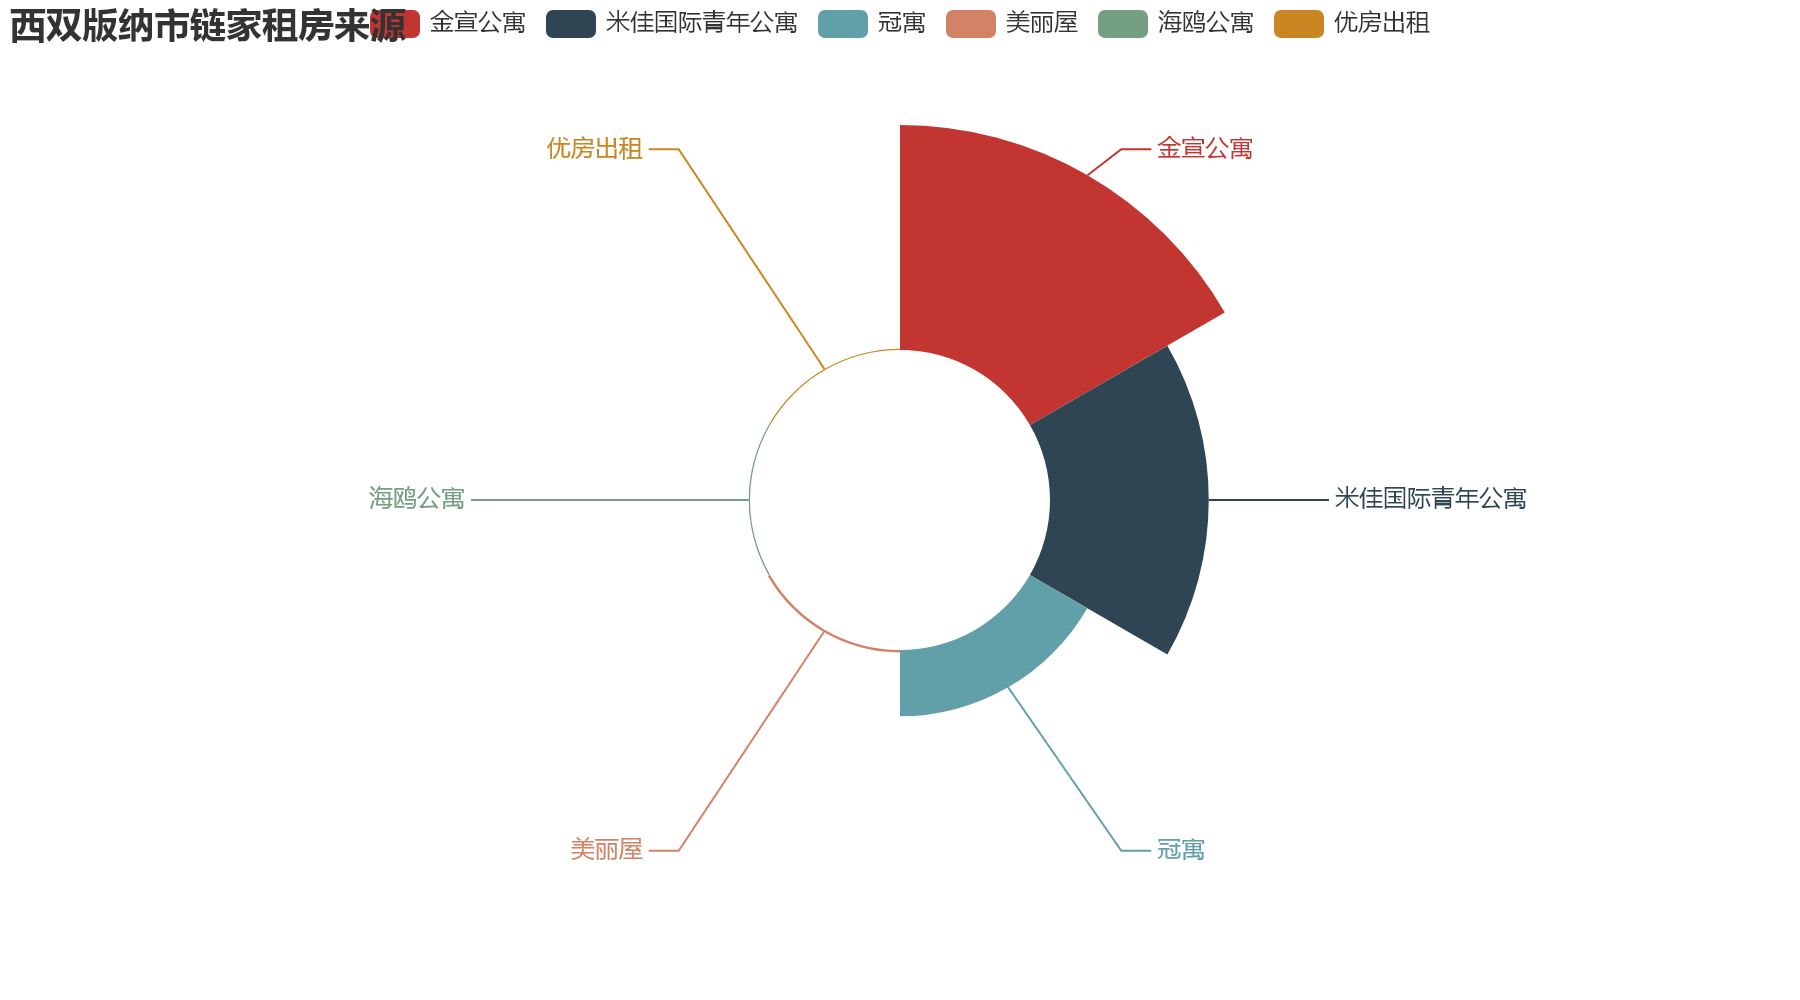 西双版纳市链家租房来源
金宣公寓 米佳国际青年公寓 冠寓 美丽屋 海鸥公寓 优房出租
优房出租
金宣公寓
海鸥公寓
米佳国际青年公寓
美丽屋
冠寓